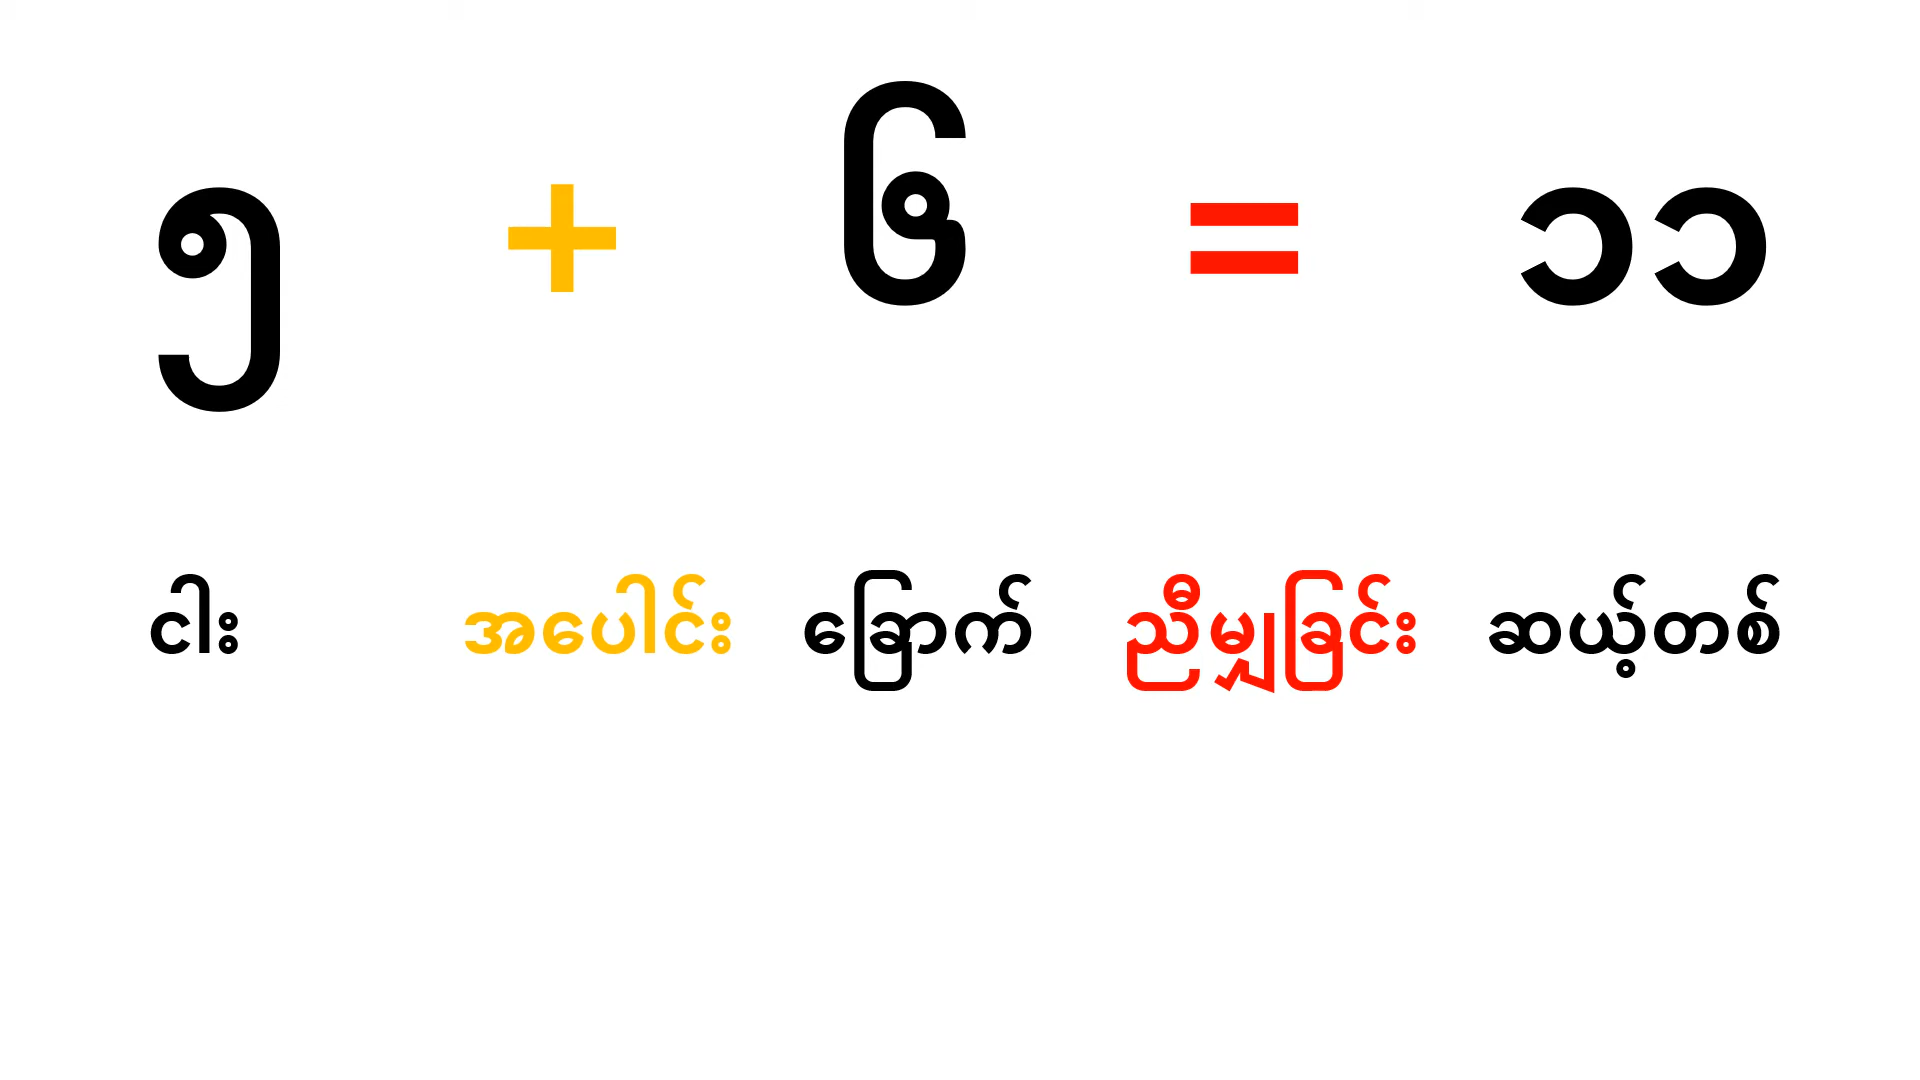 ၅ + ၆ = ၁၁
ငါး အပေါင်း ခြောက် ညီမျှခြင်း ဆယ့်တစ်